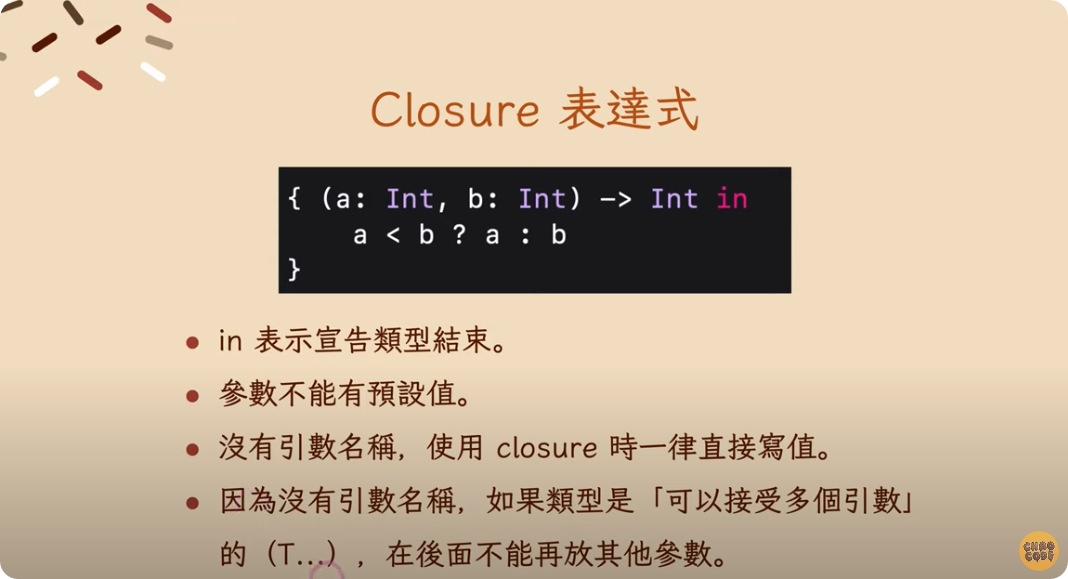 Closure 表達式
{ (a: Int, b: Int) -> Int in
a < b ? a : b
}
in 表示宣告類型結束。
參數不能有預設值。
沒有引數名稱，使用 closure 時一律直接寫值。
因為沒有引數名稱，如果類型是「可以接受多個引數」
的（T...），在後面不能再放其他參數。
CHAO
CODE